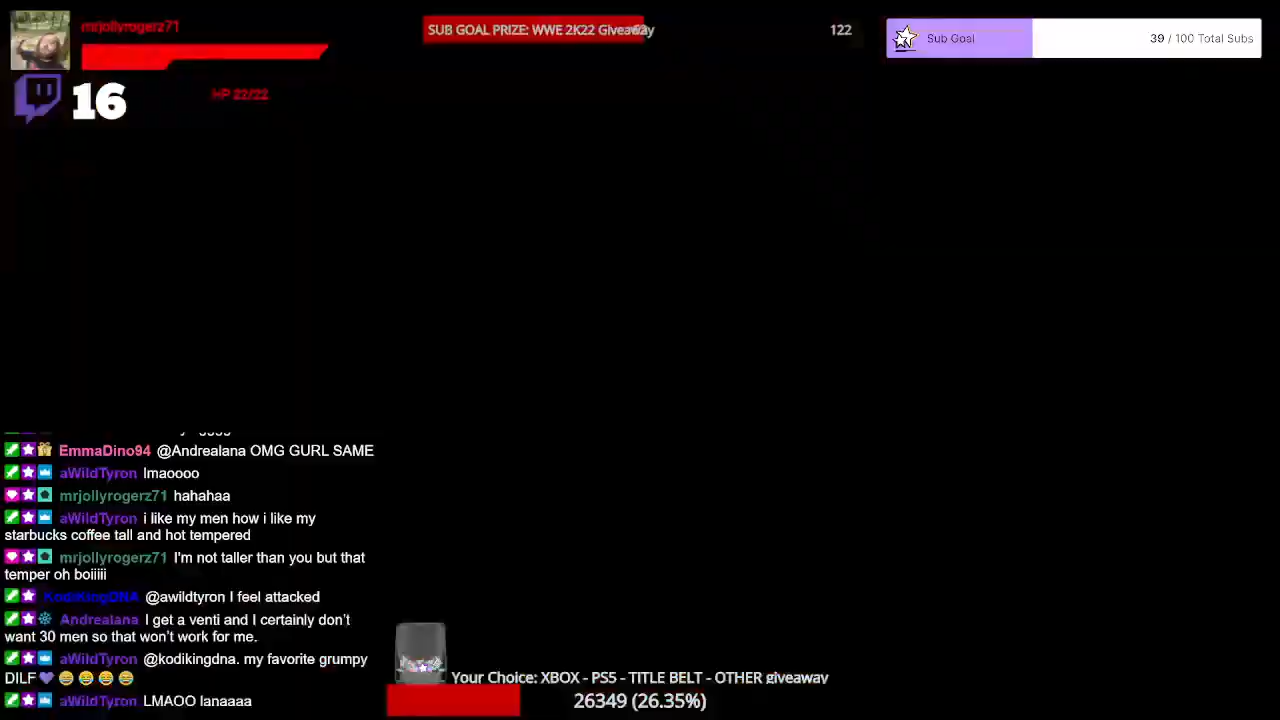 mrjollyrogerz71
SUB GOAL PRIZE: WWE 2K22 Giveaway
122
Sub Goal
39 / 100 Total Subs
16
HP 22/22
EmmaDino94 @Andrealana OMG GURL SAME
aWildTyron lmaoooo
mrjollyrogerz71 hahahaa
aWildTyron i like my men how i like my
starbucks coffee tall and hot tempered
mrjollyrogerz71 I'm not taller than you but that
temper oh boiiiii
KodiKingDNA @awildtyron I feel attacked
Andrealana I get a venti and I certainly don't
want 30 men so that won't work for me.
aWildTyron @kodikingdna. my favorite grumpy
DILF 💜 😂 😂 😂 😂
aWildTyron LMAOO lanaaaa
Your Choice: XBOX - PS5 - TITLE BELT - OTHER giveaway
26349 (26.35%)